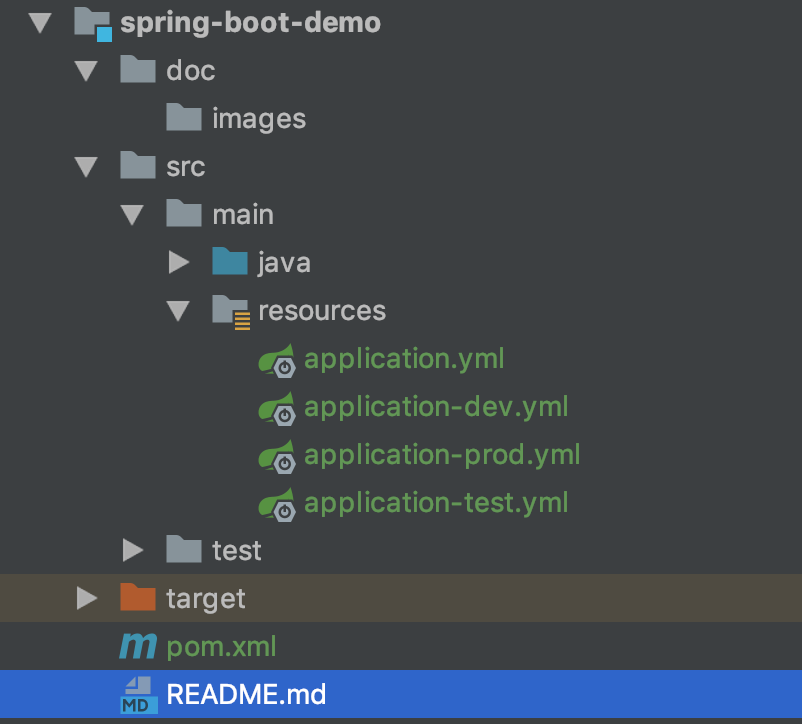 spring-boot-demo
doc
images
src
main
java
resources
application.yml
application-dev.yml
application-prod.yml
application-test.yml
test
target
m pom.xml
MD README.md